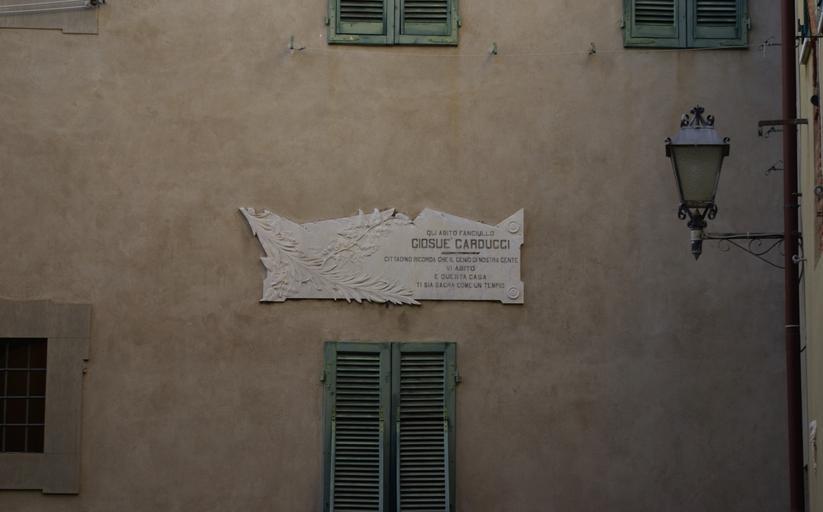 QUI ABITÒ FANCIULLO
GIOSUE' CARDUCCI
CITTADINO RICORDA CHE IL GENIO DI NOSTRA GENTE
VI ABITÒ
E QUESTA CASA
TI SIA SACRA COME UN TEMPIO